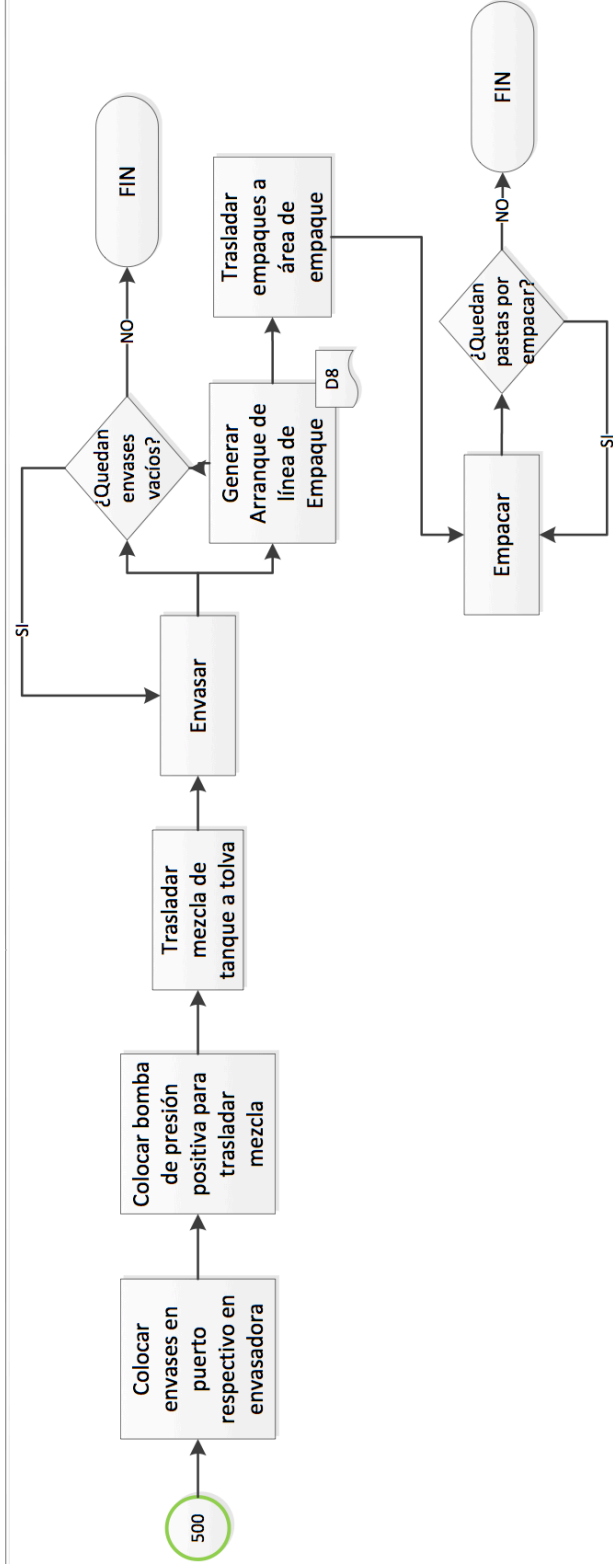 500
Colocar
envases en
puerto
respectivo en
envasadora
Colocar bomba
de presión
positiva para
trasladar
mezcla
Trasladar
mezcla de
tanque a tolva
Envasar
SI
¿Quedan
envases
vacíos?
NO
FIN
Generar
Arranque de
línea de
Empaque
D8
Trasladar
empaques a
área de
empaque
Empacar
¿Quedan
pastas por
empacar?
NO
FIN
SI